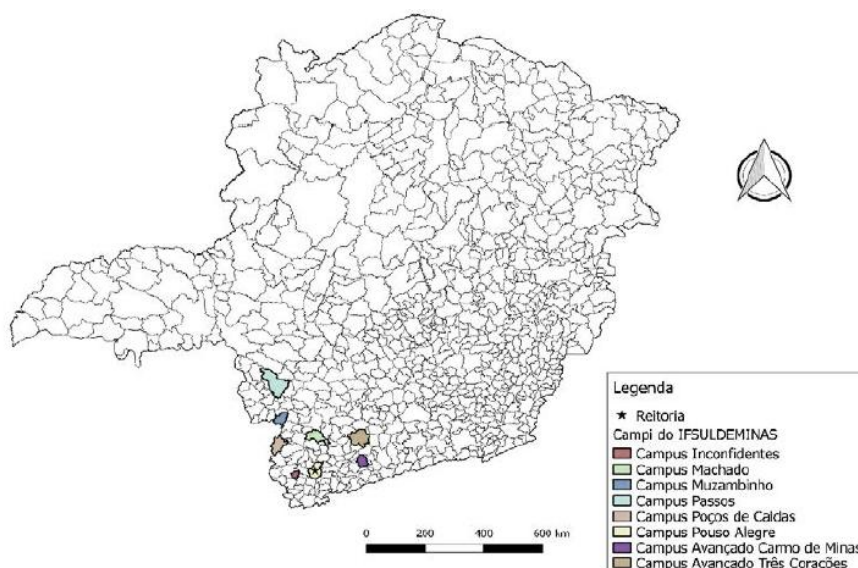 Legenda
★ Reitoria
Campi do IFSULDEMINAS
Campus Inconfidentes
Campus Machado
Campus Muzambinho
Campus Passos
Campus Poços de Caldas
Campus Pouso Alegre
Campus Avançado Carmo de Minas
Campus Avançado Três Corações
0 200 400 600 km